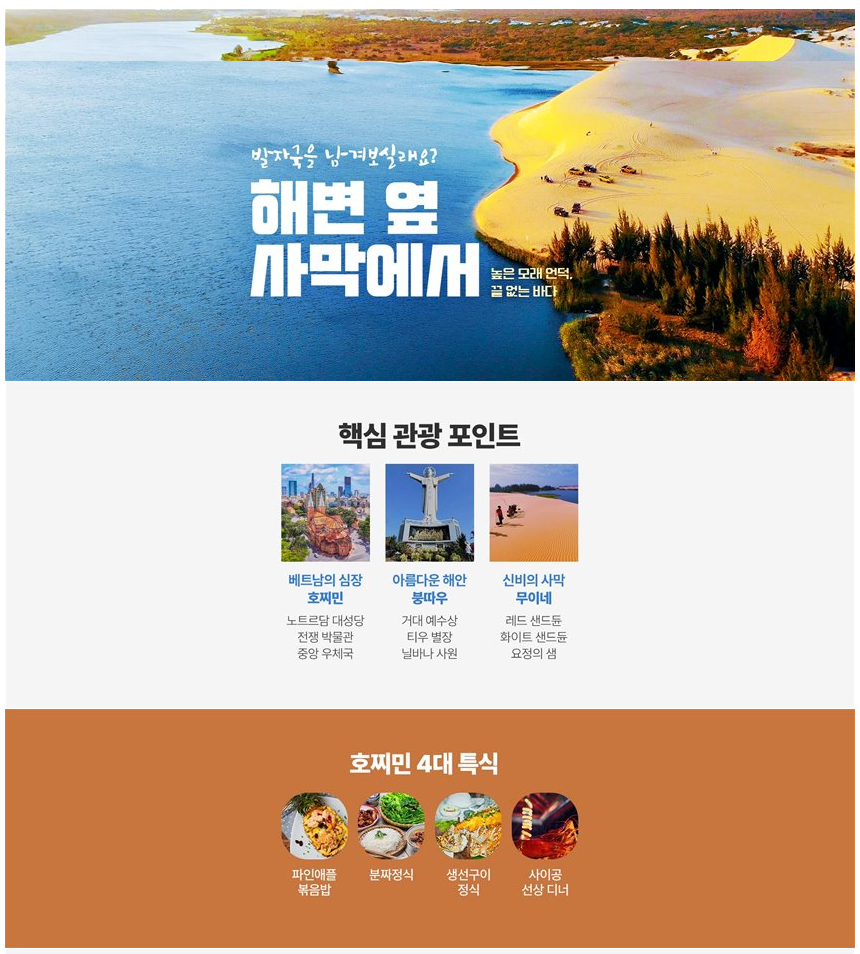 발자국을 남겨보실래요?
해변 옆
사막에서
높은 모래 언덕,
끝 없는 바다
핵심 관광 포인트
베트남의 심장
호찌민
노트르담 대성당
전쟁 박물관
중앙 우체국
아름다운 해안
붕따우
거대 예수상
티우 별장
닐바나 사원
신비의 사막
무이네
레드 샌드듄
화이트 샌드듄
요정의 샘
호찌민 4대 특식
파인애플
볶음밥
분짜정식
생선구이
정식
사이공
선상 디너